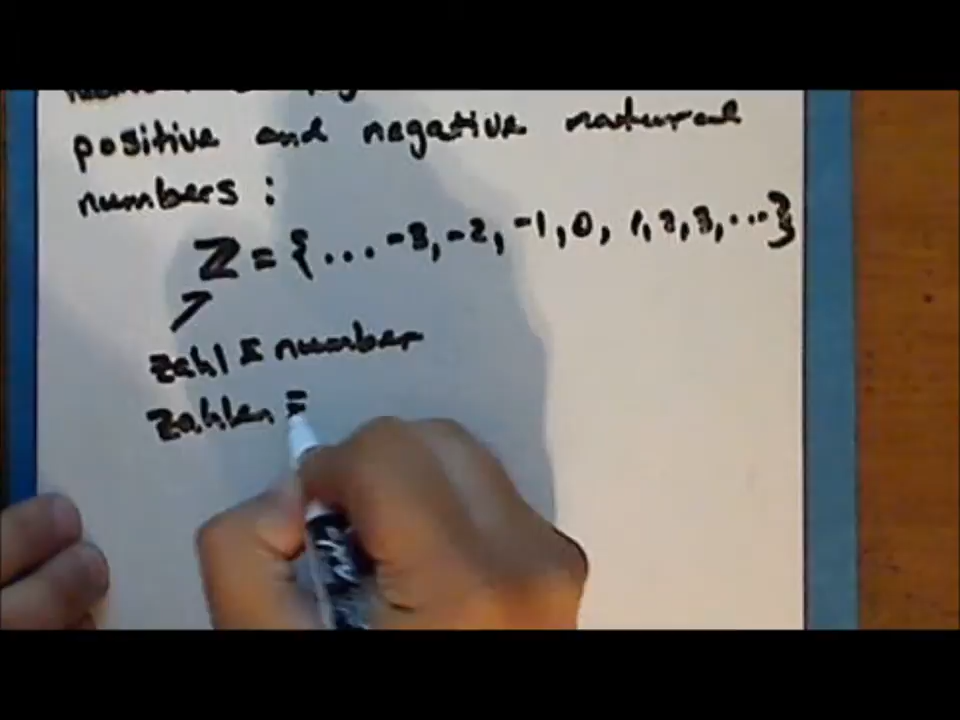 positive and negative natural
numbers :
Z = {... -3, -2, -1, 0, 1, 2, 3, ...}
zahl = number
zahlen =